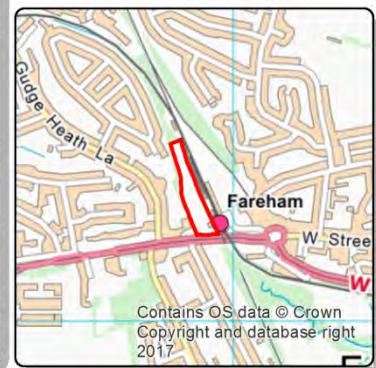 Gudge Heath La
Fareham
W Stree
W
Contains OS data © Crown
Copyright and database right
2017